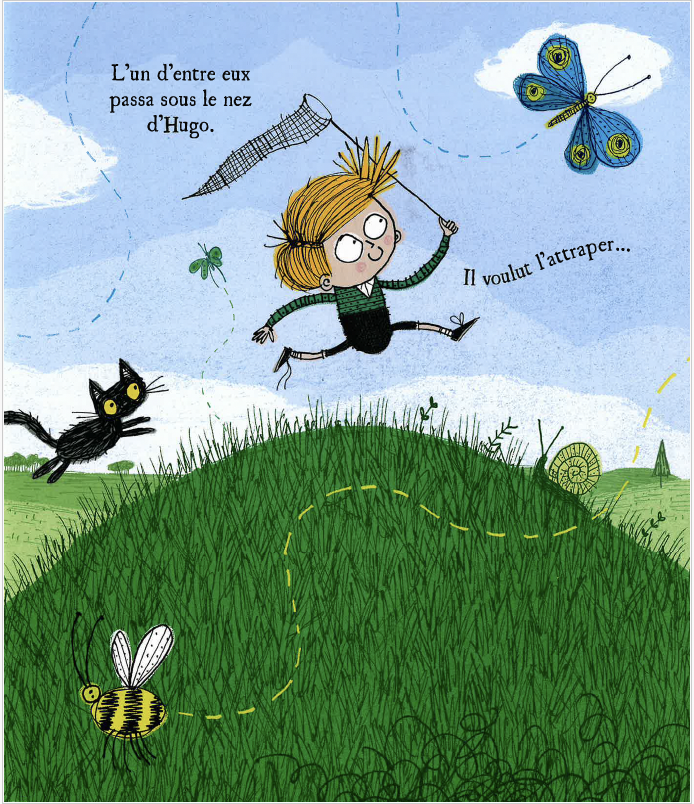 L'un d'entre eux
passa sous le nez
d'Hugo.
Il voulut l'attraper...